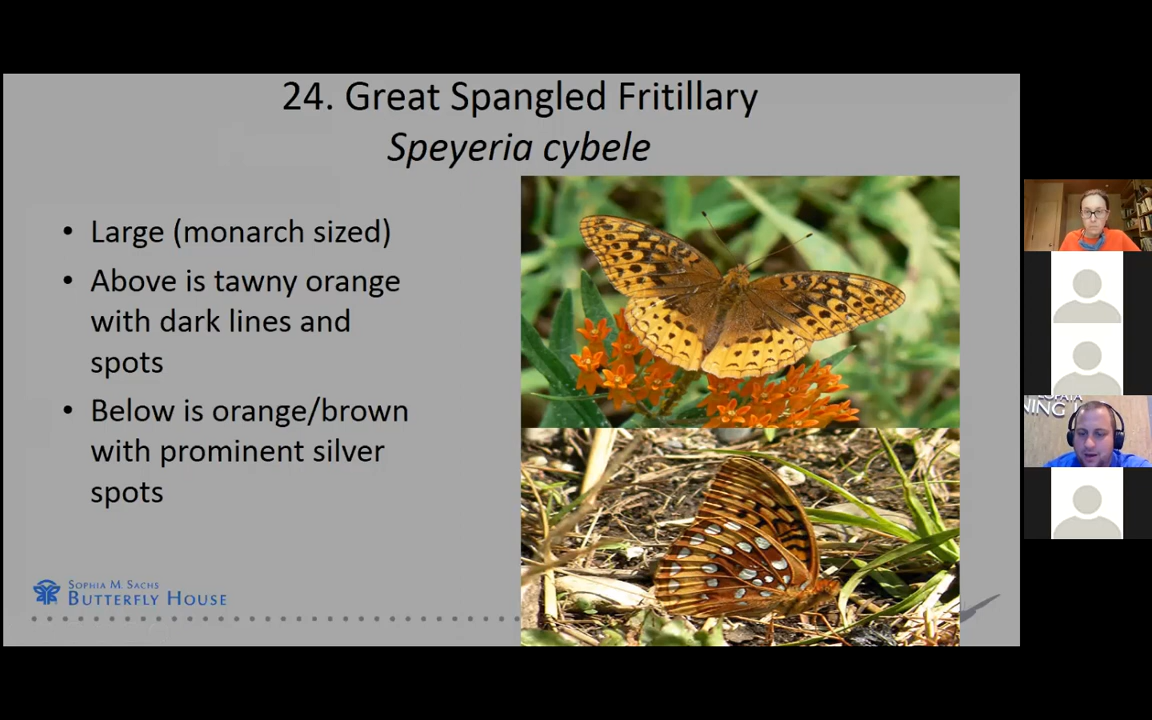 24. Great Spangled Fritillary
Speyeria cybele
• Large (monarch sized)
• Above is tawny orange
with dark lines and
spots
• Below is orange/brown
with prominent silver
spots
SOPHIA M. SACHS
BUTTERFLY HOUSE